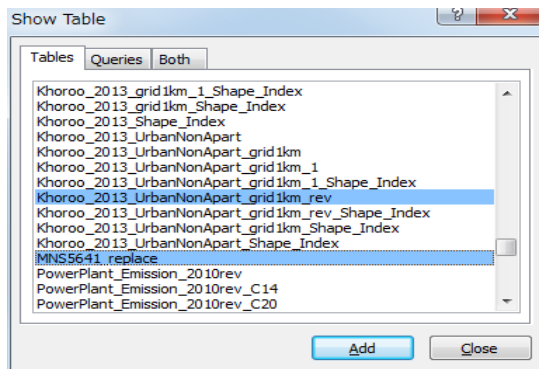 Show Table
Tables Queries Both
Khoroo_2013_grid1km_1_Shape_Index
Khoroo_2013_grid1km_Shape_Index
Khoroo_2013_Shape_Index
Khoroo_2013_UrbanNonApart
Khoroo_2013_UrbanNonApart_grid1km
Khoroo_2013_UrbanNonApart_grid1km_1
Khoroo_2013_UrbanNonApart_grid1km_1_Shape_Index
Khoroo_2013_UrbanNonApart_grid1km_rev
Khoroo_2013_UrbanNonApart_grid1km_rev_Shape_Index
Khoroo_2013_UrbanNonApart_grid1km_Shape_Index
Khoroo_2013_UrbanNonApart_Shape_Index
MNS5641_replace
PowerPlant_Emission_2010rev
PowerPlant_Emission_2010rev_C14
PowerPlant_Emission_2010rev_C20
Add Close